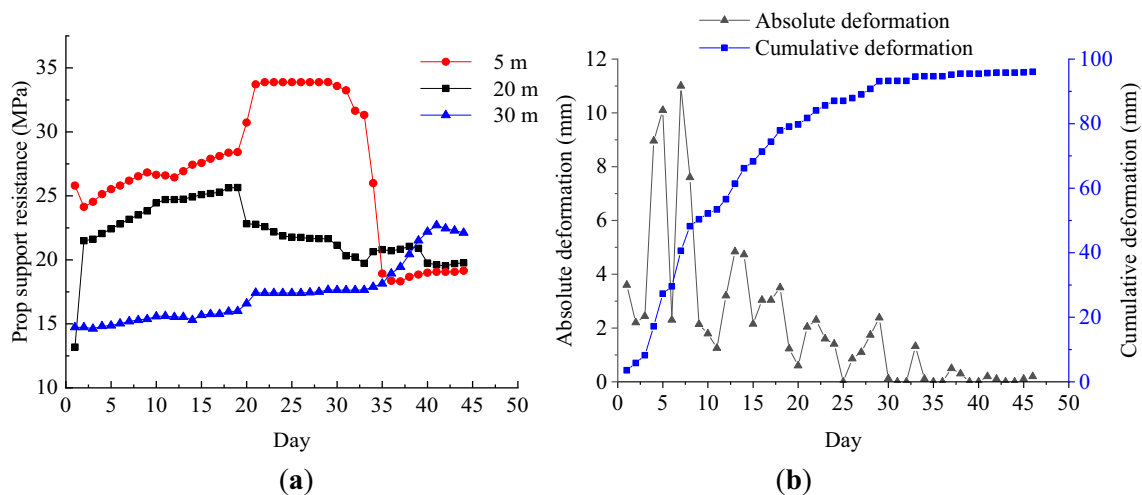 5 m
20 m
30 m
Prop support resistance (MPa)
35
30
25
20
15
10
0 5 10 15 20 25 30 35 40 45 50
Day
(a)
Absolute deformation
Cumulative deformation
Absolute deformation (mm)
12
10
8
6
4
2
0
100
80
60
40
20
0
Cumulative deformation (mm)
0 5 10 15 20 25 30 35 40 45 50
Day
(b)